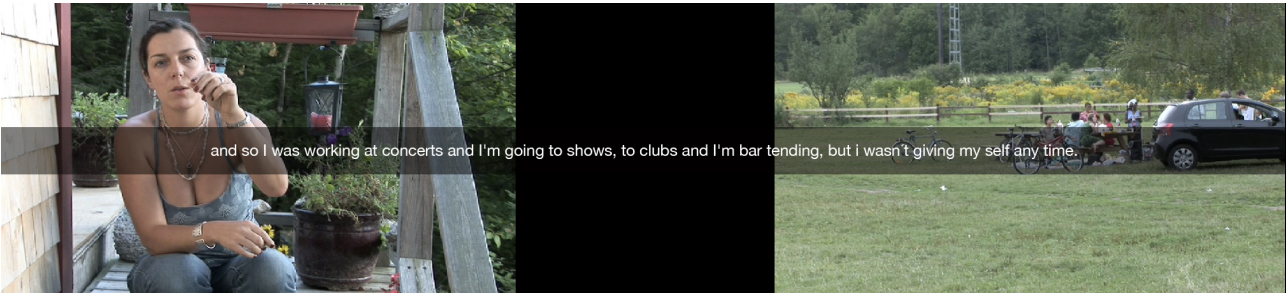 and so I was working at concerts and I'm going to shows, to clubs and I'm bar tending, but i wasn't giving my self any time.